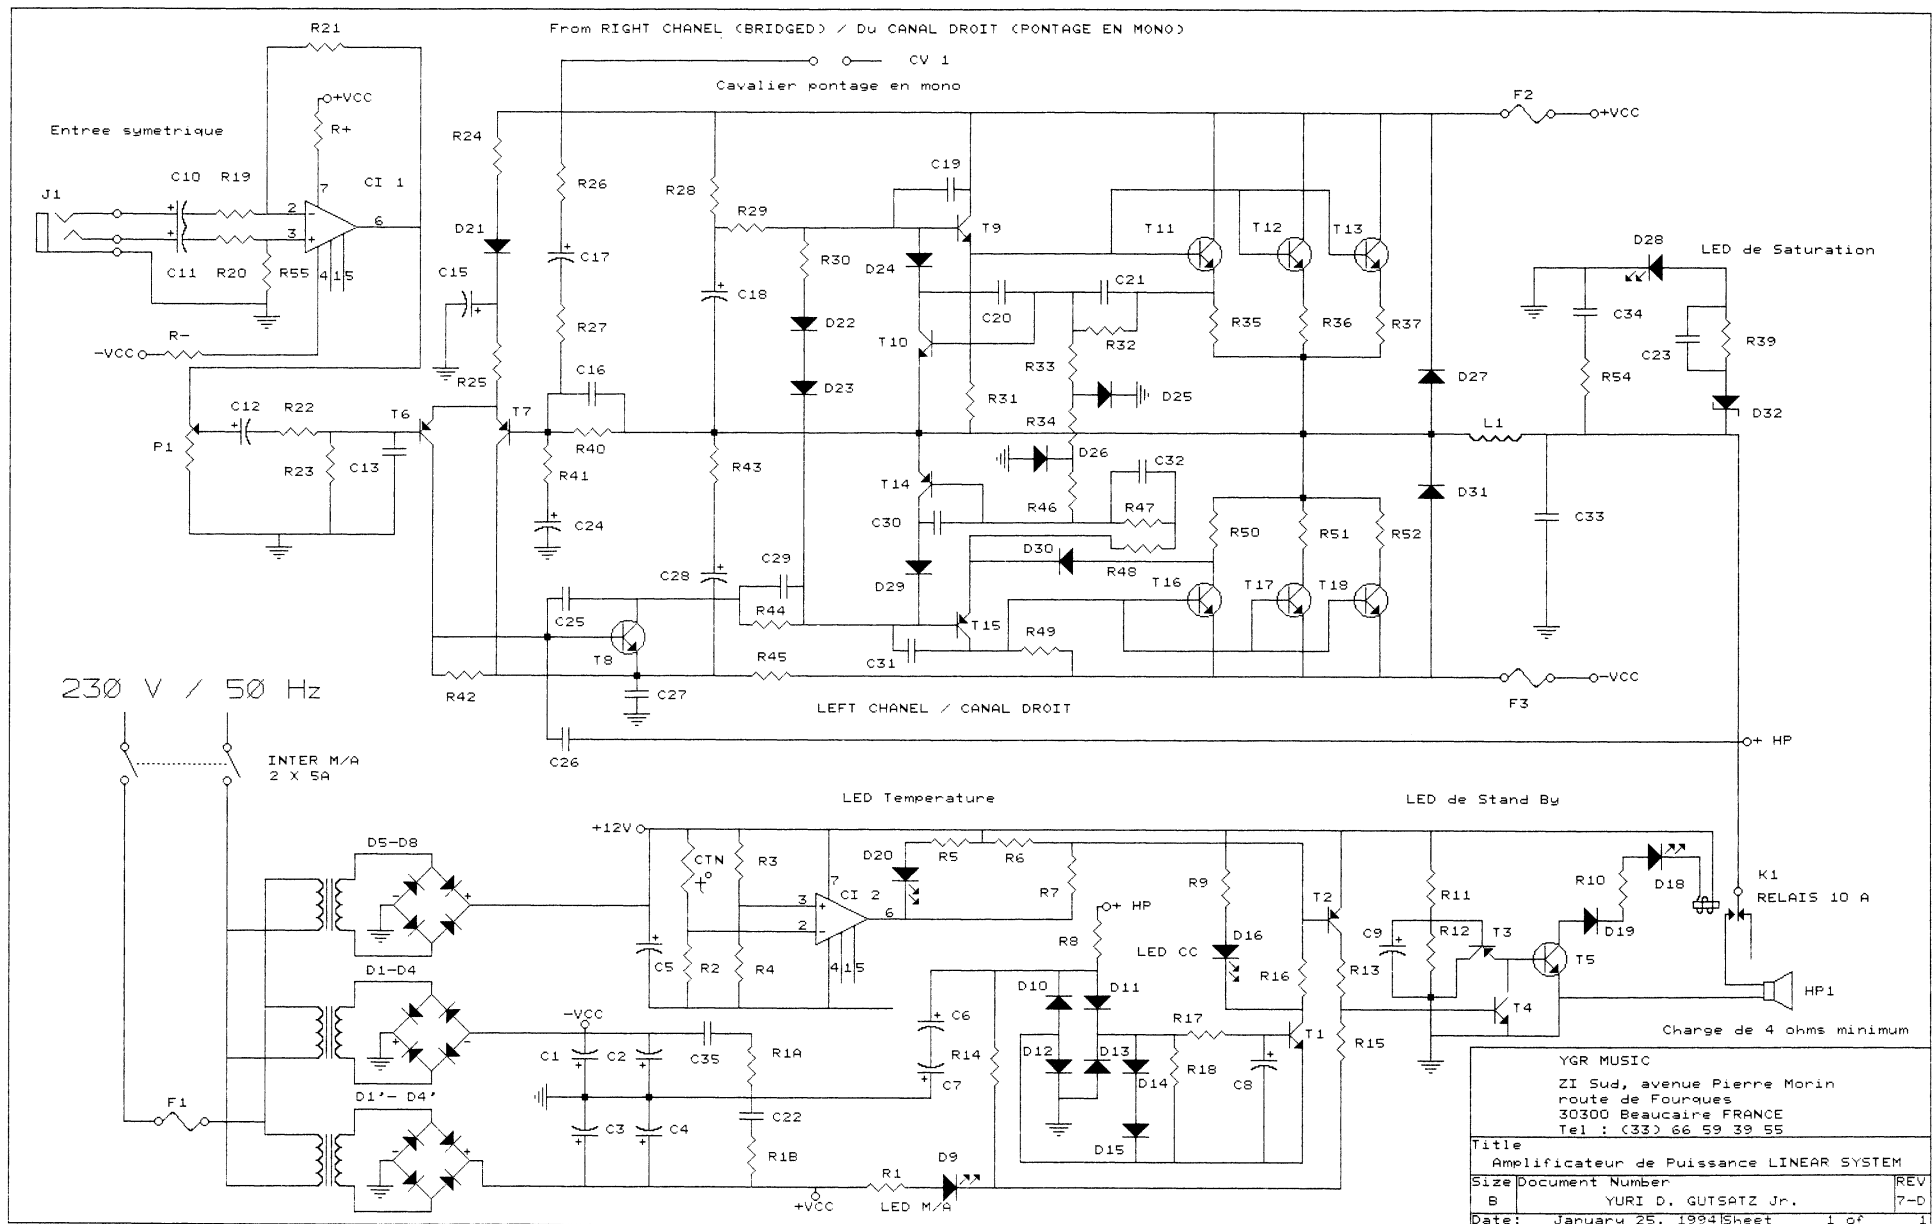 From RIGHT CHANEL (BRIDGED) / Du CANAL DROIT (PONTAGE EN MONO)
R21
CV 1
Cavalier pontage en mono
+VCC
R+
Entree symetrique
F2
+VCC
R24
J1
C10 R19
7
CI 1
2
3
6
C11 R20 R55
4 1 5
R26
R28
C19
R29
T9
D21
C15
C17
C18
R30
D24
T11 T12 T13
D28
LED de Saturation
C21
C20
D22
R35 R36 R37
C34
R39
C23
R-
-VCC
R27
T10
R32
R33
R25
C16
D23
R31
D25
D27
R54
D32
C12 R22
T6
T7
R34
L1
P1
R23
C13
R40
R41
R43
D26
C32
T14
R46
R47
D31
C24
C30
R50 R51 R52
C33
C29
C28
D30
R48
D29
T16 T17 T18
R44
C25
T8
T15
R49
C31
R45
R42
C27
-VCC
F3
230 V / 50 Hz
LEFT CHANEL / CANAL DROIT
+ HP
C26
INTER M/A
2 X 5A
LED Temperature
LED de Stand By
+12V
D5-D8
CTN
t°
R3
7
CI 2
3
2
6
4 1 5
D20
R5 R6
R7
R9
T2
R11
R10
D18
K1
RELAIS 10 A
+ HP
R8
D16
LED CC
C9
R12
T3
D19
T5
C5
R2 R4
R16
R13
D1-D4
D10 D11
T4
HP1
-VCC
C6
R17
T1
Charge de 4 ohms minimum
C1 C2
C35
R1A
R14
C7
D12 D13
D14
R18
C8
R15
D1'- D4'
F1
C3 C4
C22
R1B
D15
R1
D9
+VCC
LED M/A
YGR MUSIC
ZI Sud, avenue Pierre Morin
route de Fourques
30300 Beaucaire FRANCE
Tel : (33) 66 59 39 55
Title
Amplificateur de Puissance LINEAR SYSTEM
Size Document Number REV
B YURI D. GUTSATZ Jr. 7-D
Date: January 25, 1994 Sheet 1 of 1